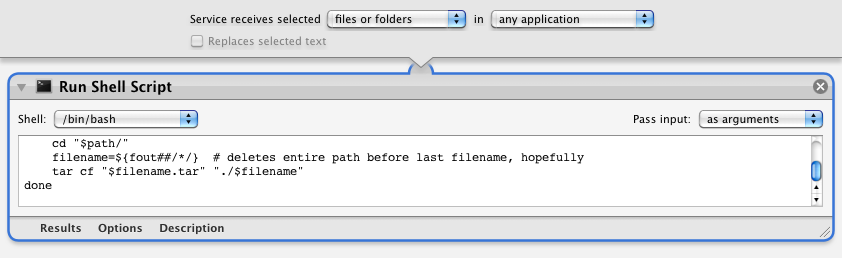 Service receives selected files or folders in any application
Replaces selected text
Run Shell Script
Shell: /bin/bash Pass input: as arguments
cd "$path/"
filename=${fout##/*/}  # deletes entire path before last filename, hopefully
tar cf "$filename.tar" "./$filename"
done
Results Options Description